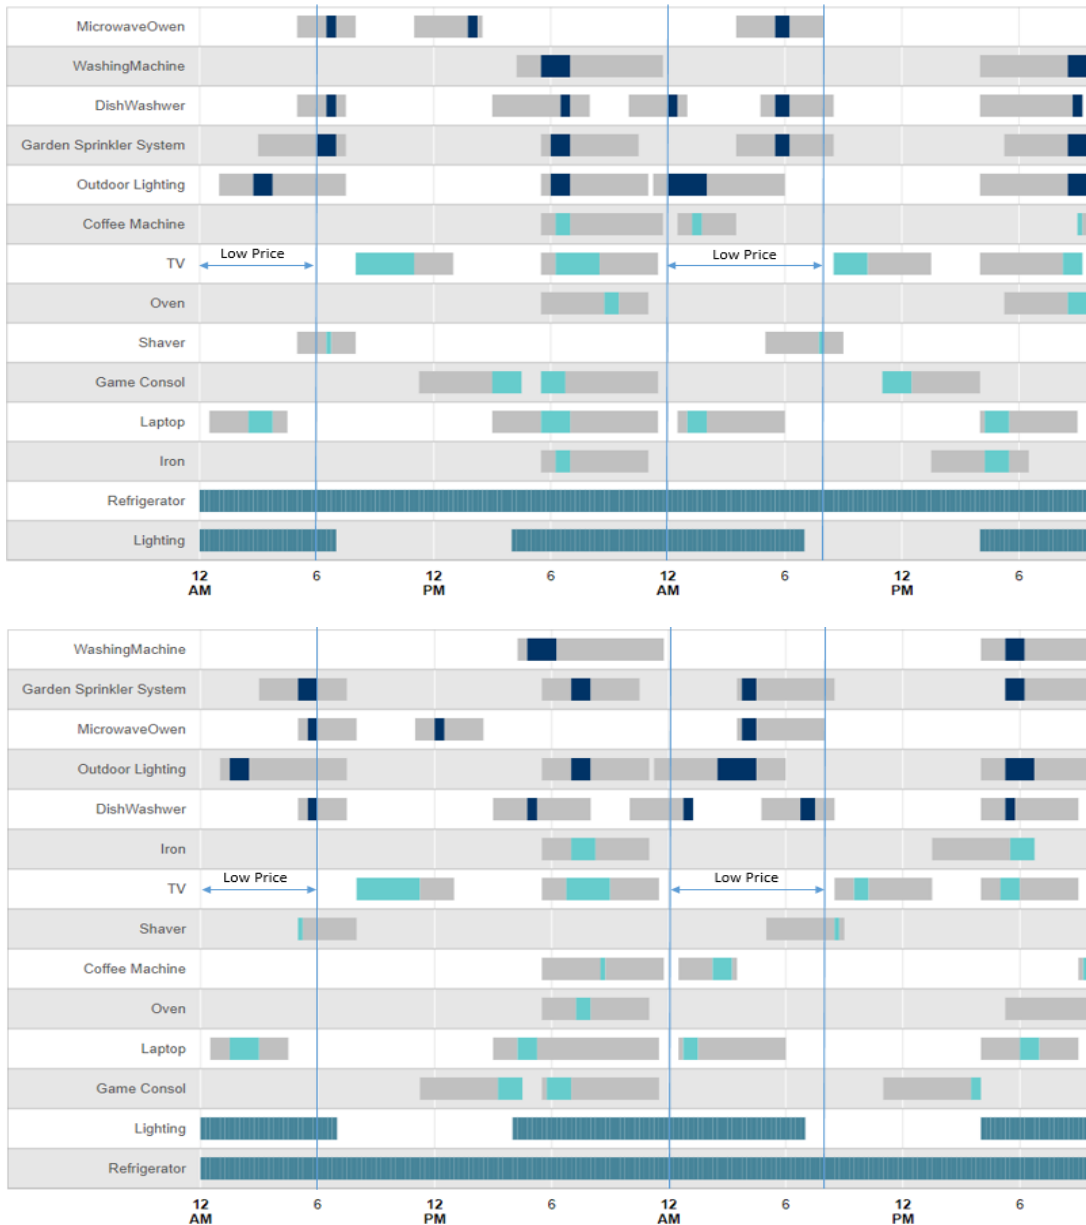 MicrowaveOwen
WashingMachine
DishWashwer
Garden Sprinkler System
Outdoor Lighting
Coffee Machine
TV Low Price Low Price
Oven
Shaver
Game Consol
Laptop
Iron
Refrigerator
Lighting
12 6 12 6 12 6 12 6
AM PM AM PM
WashingMachine
Garden Sprinkler System
MicrowaveOwen
Outdoor Lighting
DishWashwer
Iron
TV Low Price Low Price
Shaver
Coffee Machine
Oven
Laptop
Game Consol
Lighting
Refrigerator
12 6 12 6 12 6 12 6
AM PM AM PM